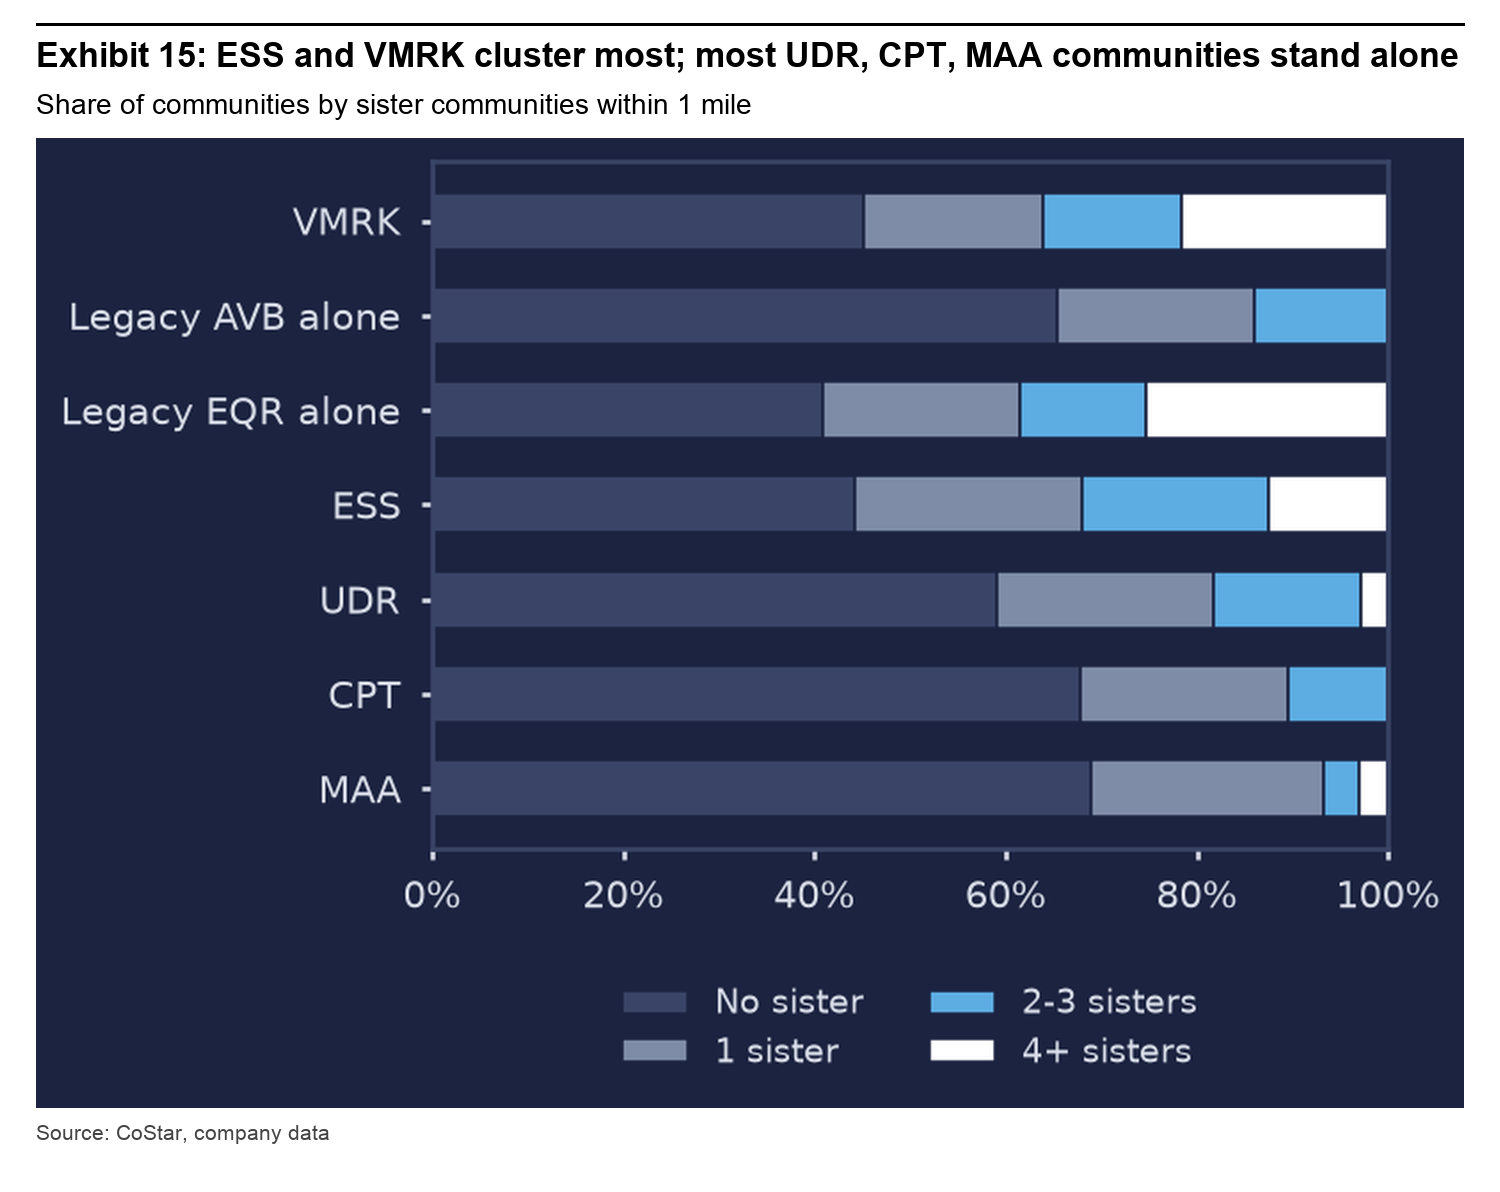 Exhibit 15: ESS and VMRK cluster most; most UDR, CPT, MAA communities stand alone
Share of communities by sister communities within 1 mile
VMRK
Legacy AVB alone
Legacy EQR alone
ESS
UDR
CPT
MAA
0% 20% 40% 60% 80% 100%
No sister 2-3 sisters
1 sister 4+ sisters
Source: CoStar, company data